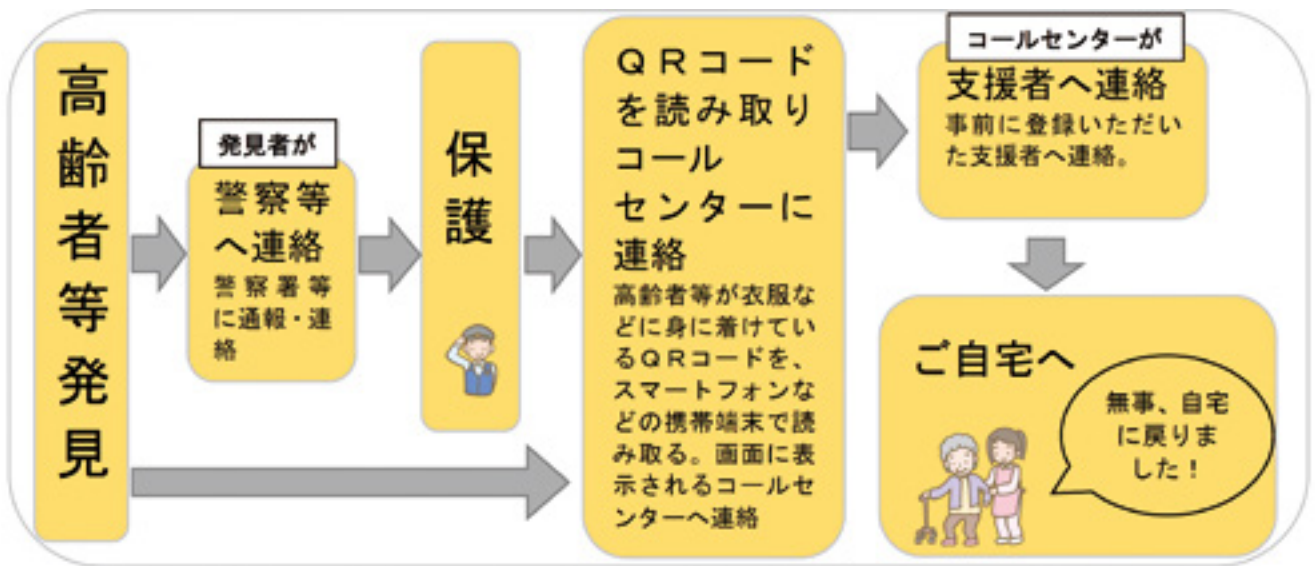 高齢者等発見
発見者が
警察等
へ連絡
警察署等
に通報・連
絡
保護
ＱＲコード
を読み取り
コール
センターに
連絡
高齢者等が衣服な
どに身に着けてい
るＱＲコードを、
スマートフォンな
どの携帯端末で読
み取る。画面に表
示されるコールセ
ンターへ連絡
コールセンターが
支援者へ連絡
事前に登録いただい
た支援者へ連絡。
ご自宅へ
無事、自宅
に戻りま
した！